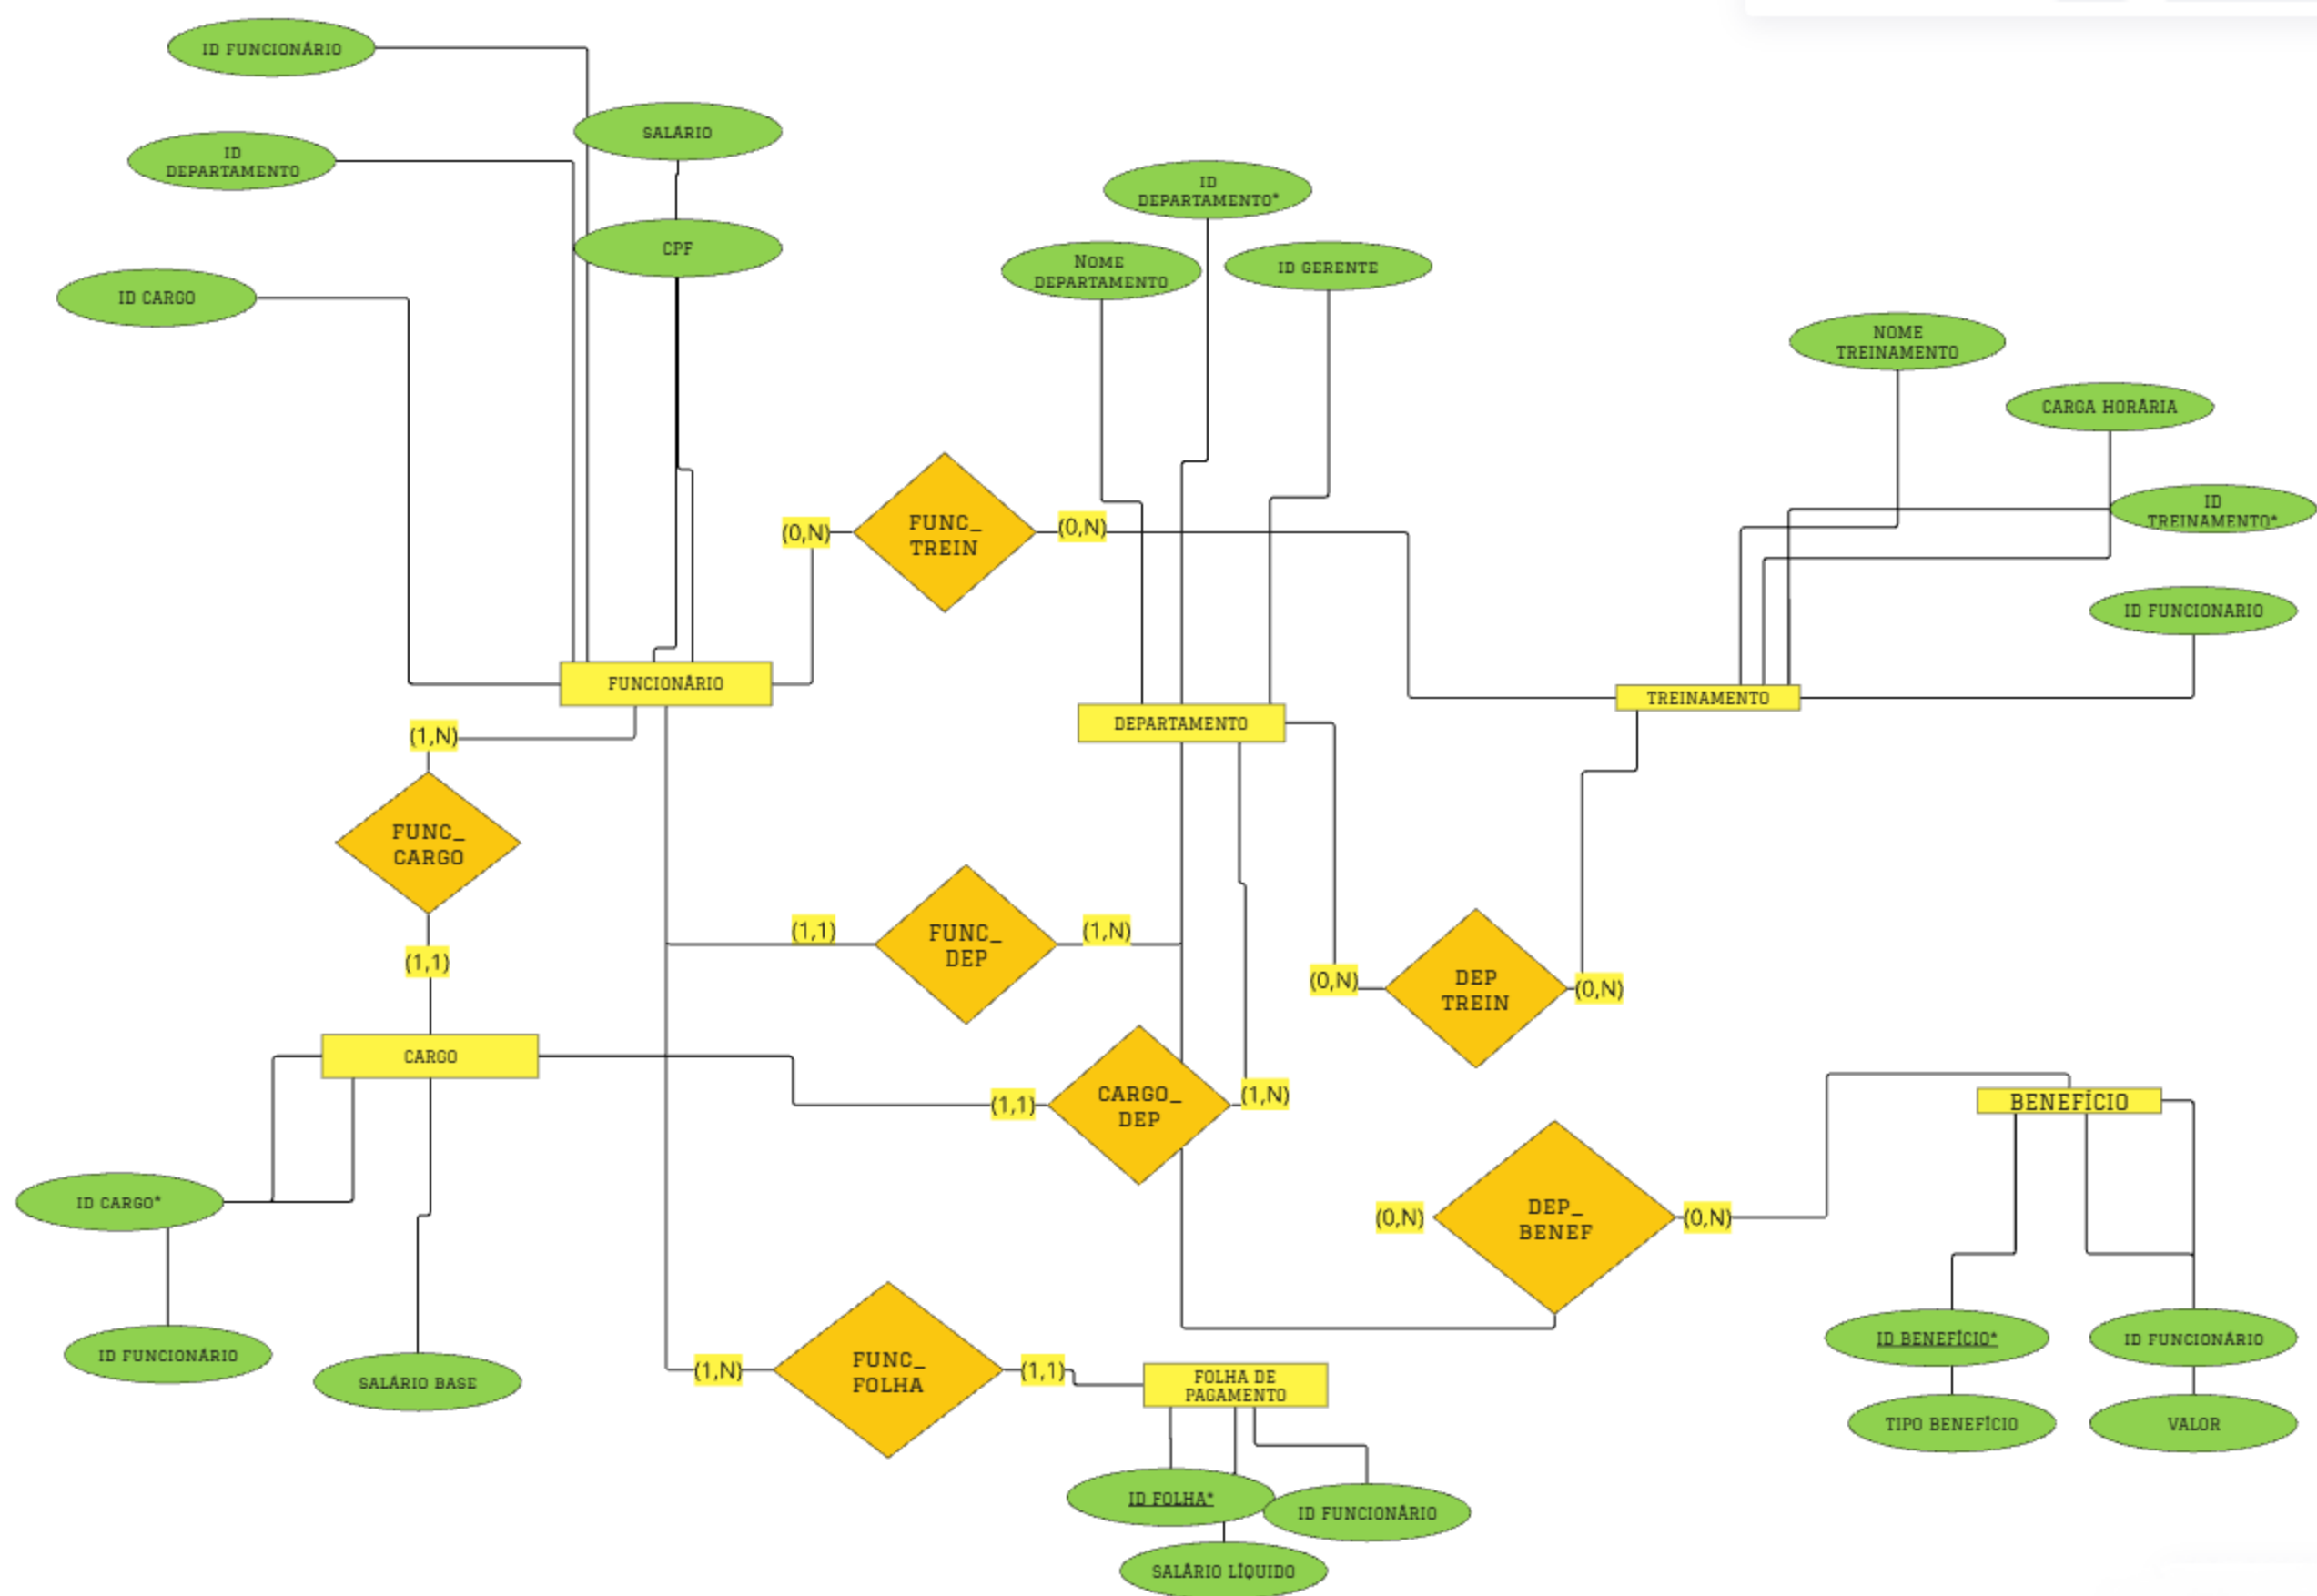 ID FUNCIONÁRIO
SALÁRIO
ID
DEPARTAMENTO
ID
DEPARTAMENTO*
CPF
NOME
DEPARTAMENTO
ID GERENTE
ID CARGO
NOME
TREINAMENTO
CARGA HORÁRIA
ID
TREINAMENTO*
(0,N)
FUNC_
TREIN
(0,N)
ID FUNCIONARIO
FUNCIONÁRIO
TREINAMENTO
DEPARTAMENTO
(1,N)
FUNC_
CARGO
(1,1)
FUNC_
DEP
(1,N)
(1,1)
(0,N)
DEP
TREIN
(0,N)
CARGO
(1,1)
CARGO_
DEP
(1,N)
BENEFÍCIO
ID CARGO*
(0,N)
DEP_
BENEF
(0,N)
ID FUNCIONÁRIO
SALÁRIO BASE
(1,N)
FUNC_
FOLHA
(1,1)
FOLHA DE
PAGAMENTO
ID BENEFÍCIO*
ID FUNCIONÁRIO
TIPO BENEFÍCIO
VALOR
ID FOLHA*
ID FUNCIONÁRIO
SALÁRIO LÍQUIDO